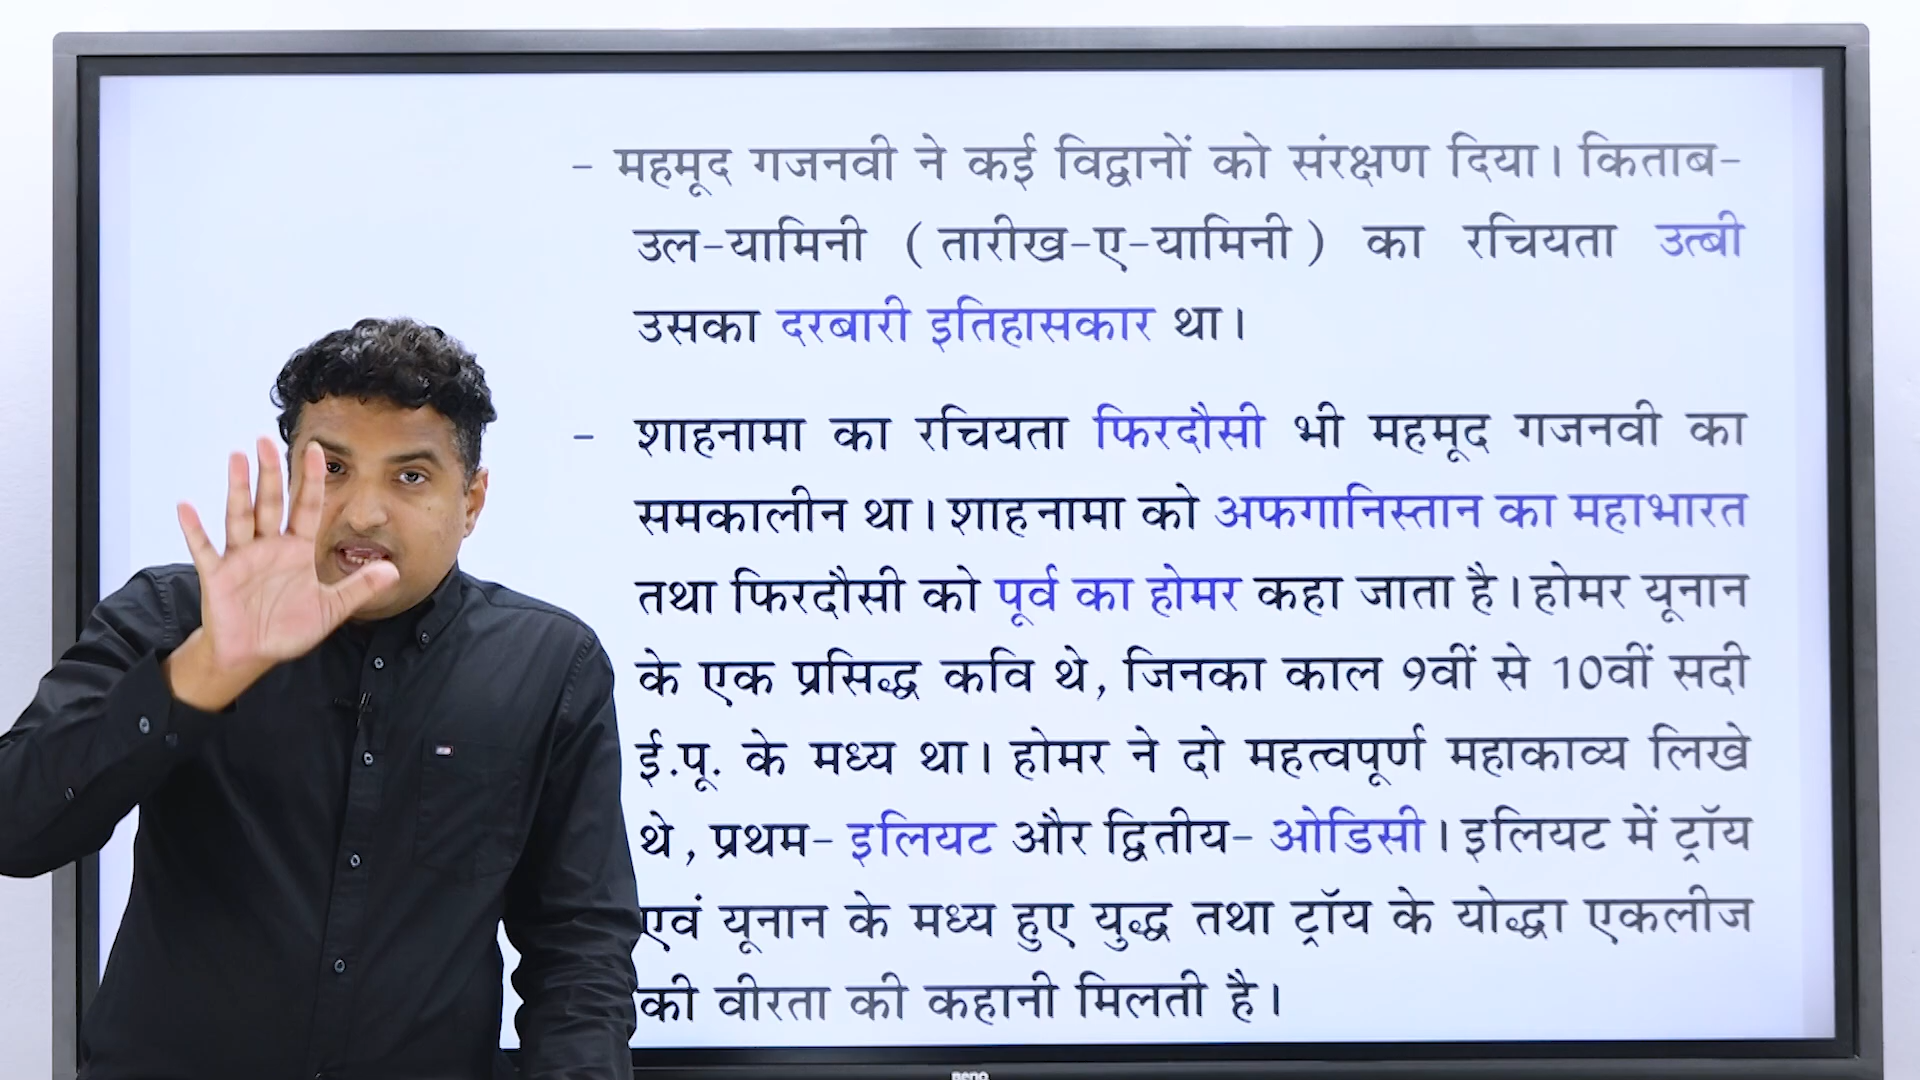 - महमूद गजनवी ने कई विद्वानों को संरक्षण दिया। किताब-
उल-यामिनी ( तारीख-ए-यामिनी ) का रचियता उत्बी
उसका दरबारी इतिहासकार था।
- शाहनामा का रचियता फिरदौसी भी महमूद गजनवी का
समकालीन था। शाहनामा को अफगानिस्तान का महाभारत
तथा फिरदौसी को पूर्व का होमर कहा जाता है। होमर यूनान
के एक प्रसिद्ध कवि थे, जिनका काल 9वीं से 10वीं सदी
ई.पू. के मध्य था। होमर ने दो महत्वपूर्ण महाकाव्य लिखे
थे, प्रथम- इलियट और द्वितीय- ओडिसी। इलियट में ट्रॉय
एवं यूनान के मध्य हुए युद्ध तथा ट्रॉय के योद्धा एकलीज
की वीरता की कहानी मिलती है।